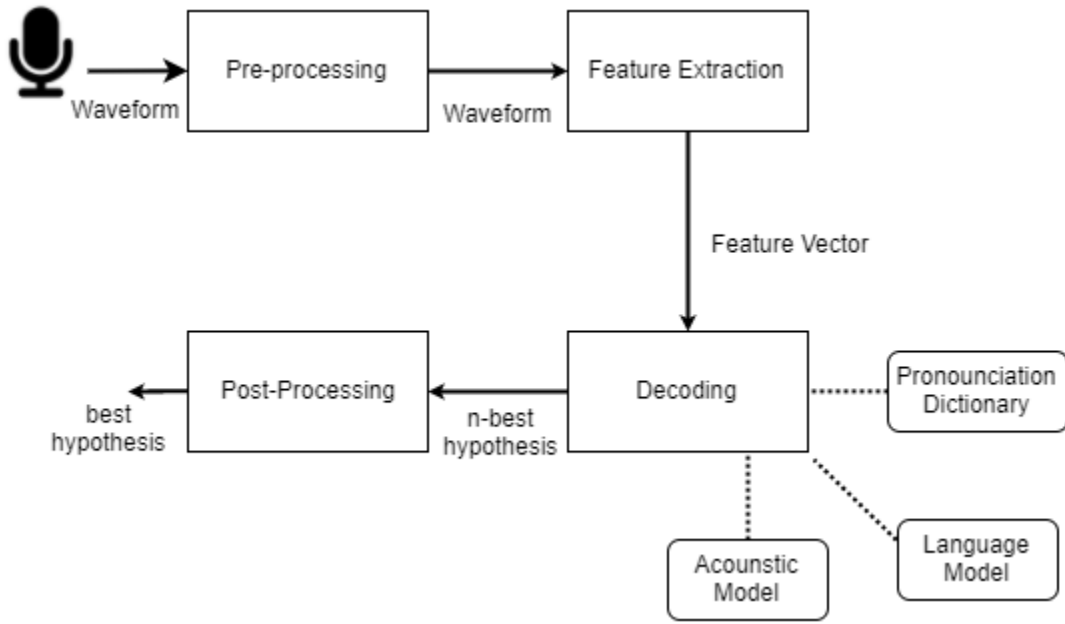 Pre-processing
Feature Extraction
Waveform
Waveform
Feature Vector
Post-Processing
Decoding
Pronounciation
Dictionary
best
hypothesis
n-best
hypothesis
Acounstic
Model
Language
Model